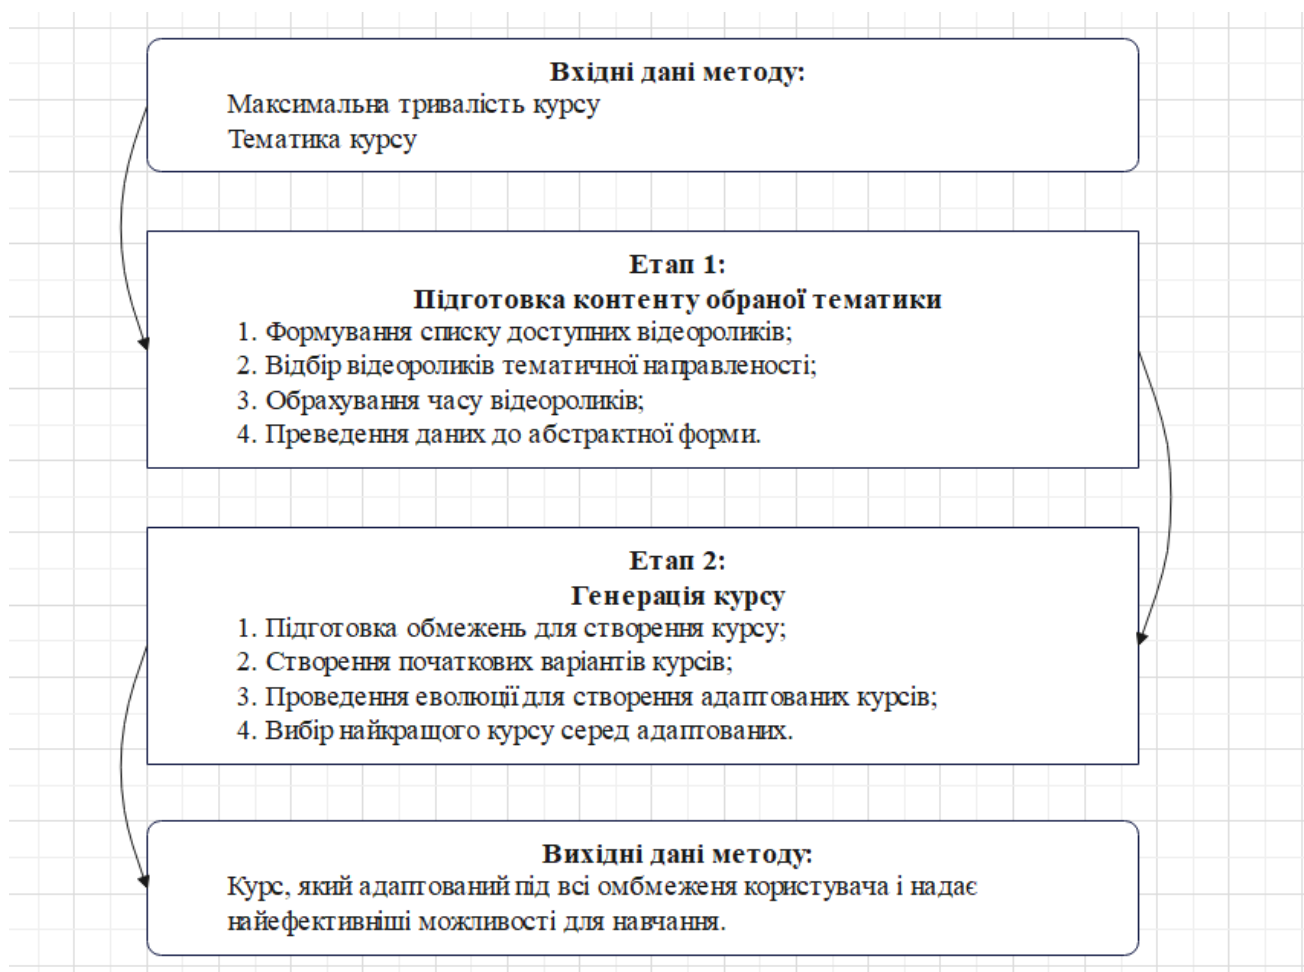 Вхідні дані методу:
Максимальна тривалість курсу
Тематика курсу
Етап 1:
Підготовка контенту обраної тематики
1. Формування списку доступних відеороликів;
2. Відбір відеороликів тематичної направленості;
3. Обрахування часу відеороликів;
4. Преведення даних до абстрактної форми.
Етап 2:
Генерація курсу
1. Підготовка обмежень для створення курсу;
2. Створення початкових варіантів курсів;
3. Проведення еволюції для створення адаптованих курсів;
4. Вибір найкращого курсу серед адаптованих.
Вихідні дані методу:
Курс, який адаптований під всі омбмеженя користувача і надає
найефективніші можливості для навчання.